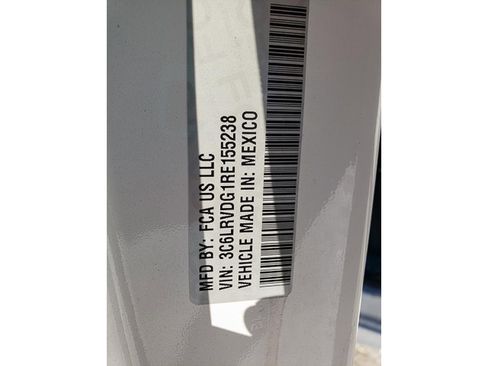 MFD BY: FCA US LLC
VIN: 3C6LRVDG1RE155238
VEHICLE MADE IN: MEXICO